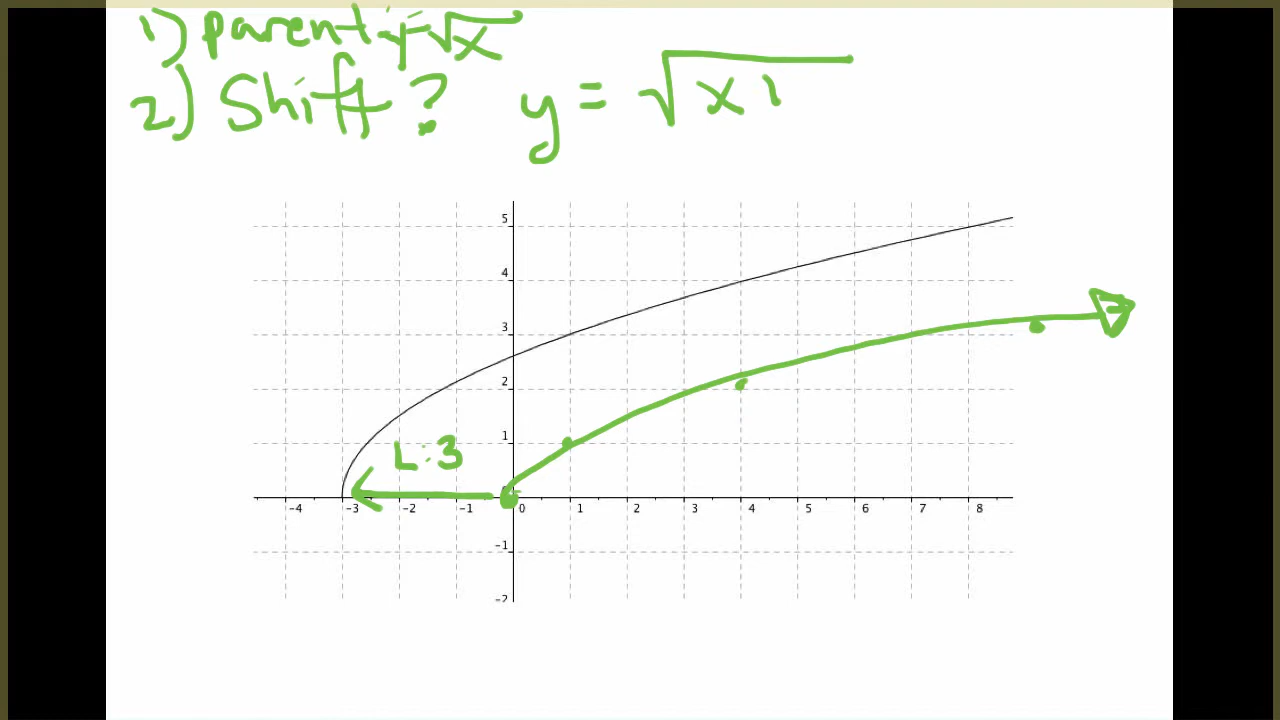 1) parent y=√x
2) Shift? y = √x
5
4
3
2
1
L:3
-4 -3 -2 -1 0 1 2 3 4 5 6 7 8
-1
-2